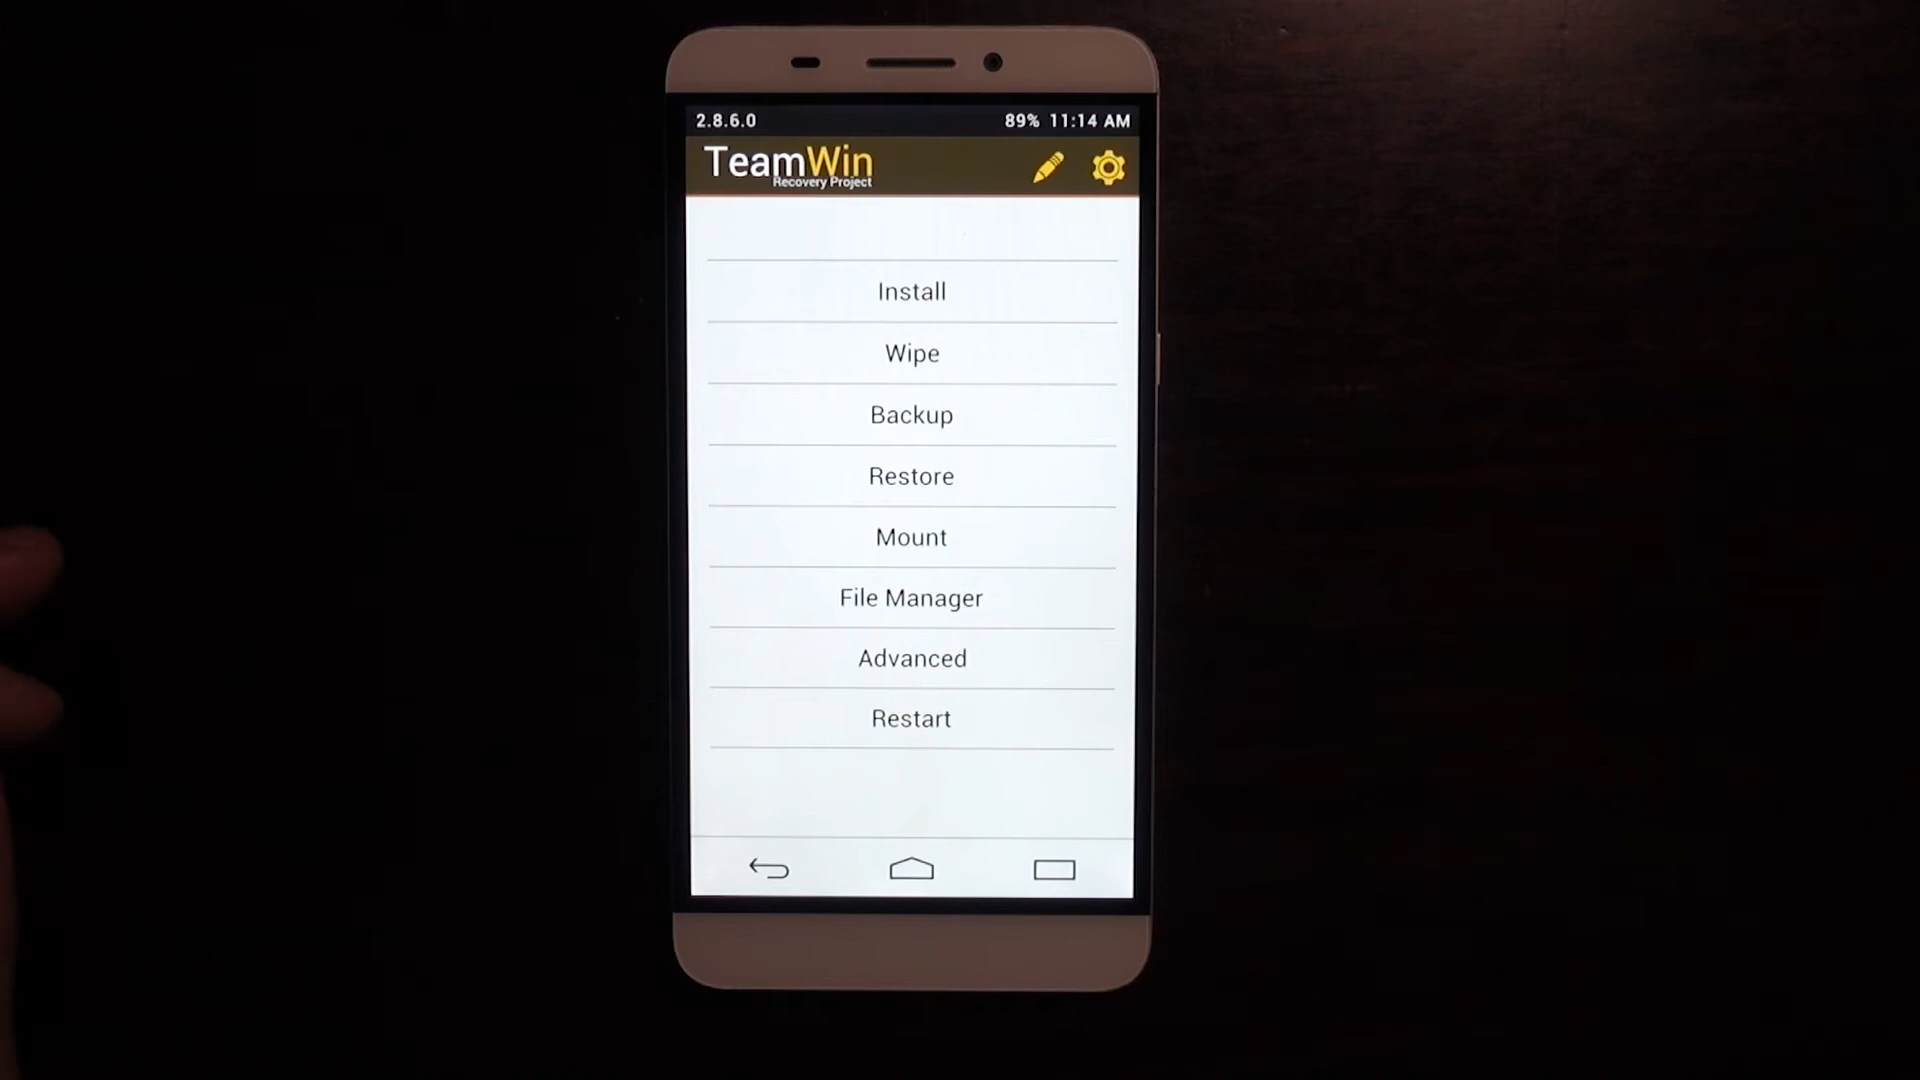 2.8.6.0 89% 11:14 AM
TeamWin
Recovery Project
Install
Wipe
Backup
Restore
Mount
File Manager
Advanced
Restart